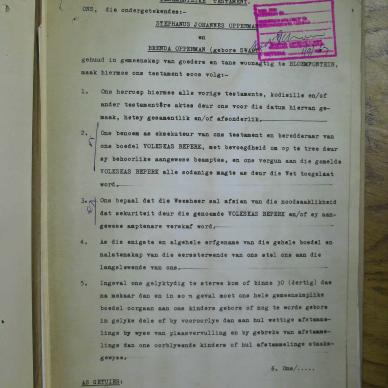 GESAMENTLIKE TESTAMENT.
ONS, die ondergetekendes:-
STEPHANUS JOHANNES OPPERMAN
en
BRENDA OPPERMAN (gebore SWA
getroud in gemeenskap van goedere en tans woonagtig te BLOEMFONTEIN,
maak hiermee ons testament soos volg:-
1. Ons herroep hiermee alle vorige testamente, kodisille en/of
ander testamentêre aktes deur ons voor die datum hiervan ge-
maak, hetsy gesamentlik en/of afsonderlik.
2. Ons benoem as eksekuteur van ons testament en beredderaar van
ons boedel VOLKSKAS BEPERK, met bevoegdheid om op te tree deur
sy behoorlike aangewese beampte, en ons vergun aan die gemelde
VOLKSKAS BEPERK alle sodanige magte as deur die Wet toegelaat
word.
3. Ons bepaal dat die Weesheer sal afsien van die noodsaaklikheid
dat sekuriteit deur die genoemde VOLKSKAS BEPERK en/of sy aan-
gewese amptenare verskaf word.
4. As die enigste en algehele erfgenaam van die gehele boedel en
nalatenskap van die eerssterwende van ons stel ons aan die
langslewende van ons.
5. Ingeval ons gelyktydig te sterwe kom of binne 30 (dertig) dae
na mekaar dan en in so'n geval moet ons hele gemeenskaplike
boedel oorgaan aan ons kinders gebore of nog te worde gebore
in gelyke dele of by vooroorlye dan aan hul wettige afstamme-
linge by wyse van plaasvervulling en by gebreke van afstamme-
linge dan ons oorblywende kinders of hul afstammelinge staaks-
gewyse.
6. Ons/.....
AS GETUIES: